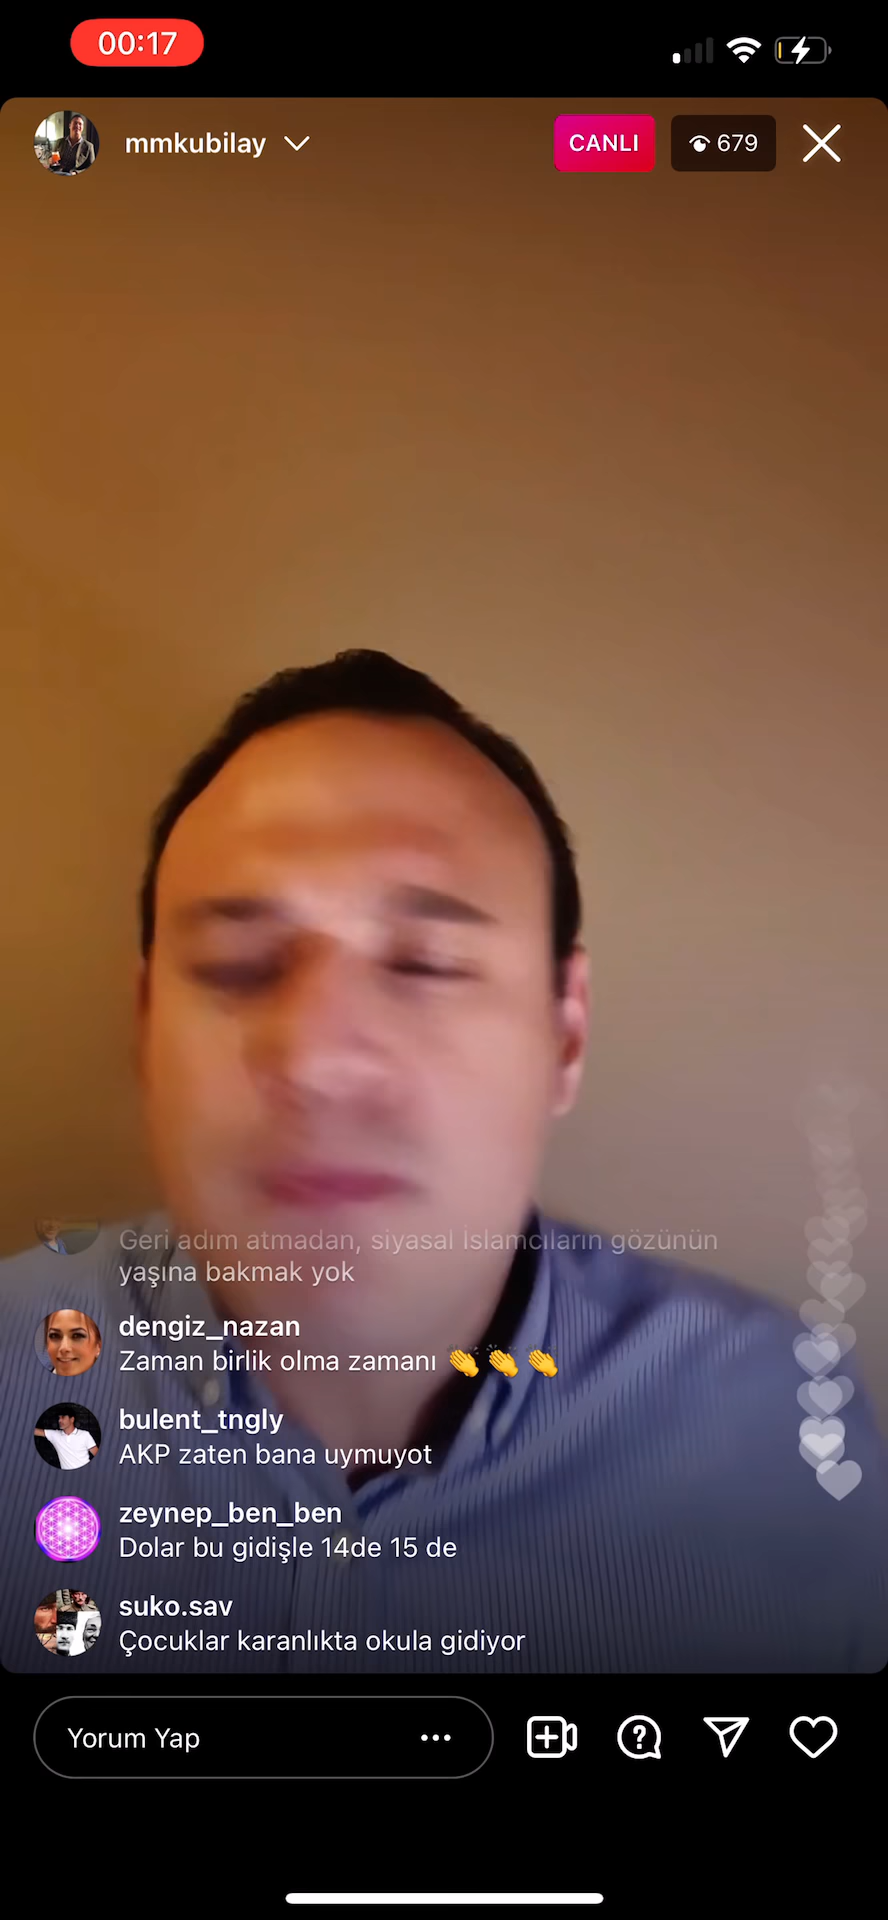 00:17
mmkubilay
CANLI
679
Geri adım atmadan, siyasal İslamcıların gözünün
yaşına bakmak yok
dengiz_nazan
Zaman birlik olma zamanı 👏👏👏
bulent_tngly
AKP zaten bana uymuyot
zeynep_ben_ben
Dolar bu gidişle 14de 15 de
suko.sav
Çocuklar karanlıkta okula gidiyor
Yorum Yap